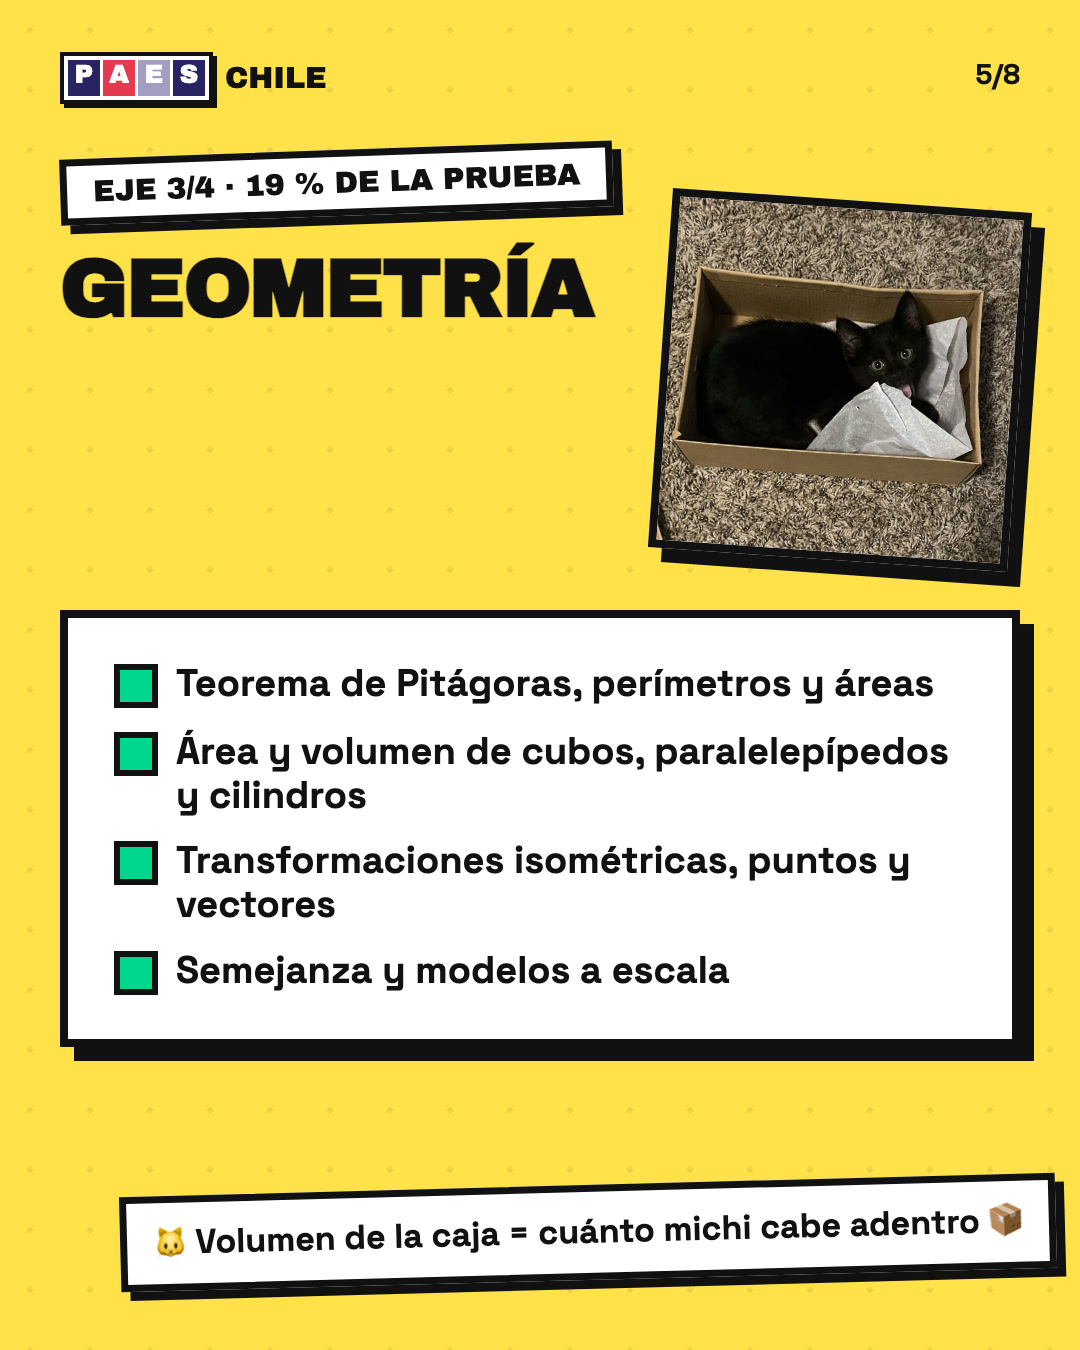 PAES CHILE
5/8
EJE 3/4 · 19 % DE LA PRUEBA
GEOMETRÍA
Teorema de Pitágoras, perímetros y áreas
Área y volumen de cubos, paralelepípedos
y cilindros
Transformaciones isométricas, puntos y
vectores
Semejanza y modelos a escala
🐱 Volumen de la caja = cuánto michi cabe adentro 📦